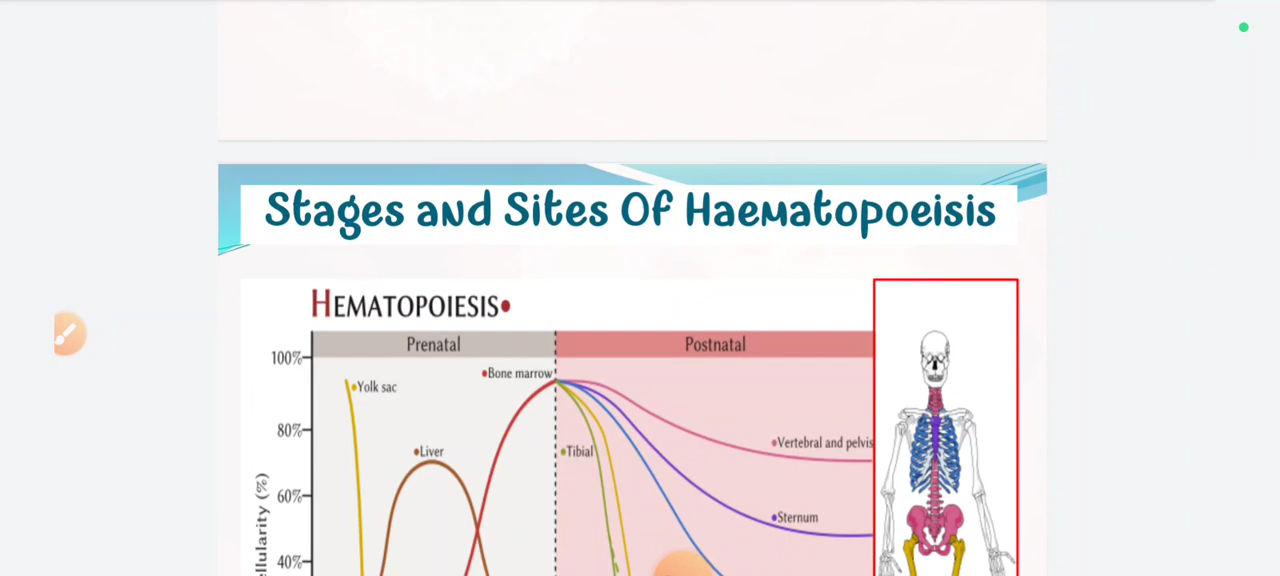 Stages and Sites Of Haematopoeisis
HEMATOPOIESIS
Prenatal
Postnatal
100%
Bone marrow
Yolk sac
80%
Vertebral and pelvis
Liver
Tibial
60%
Sternum
40%
(%)